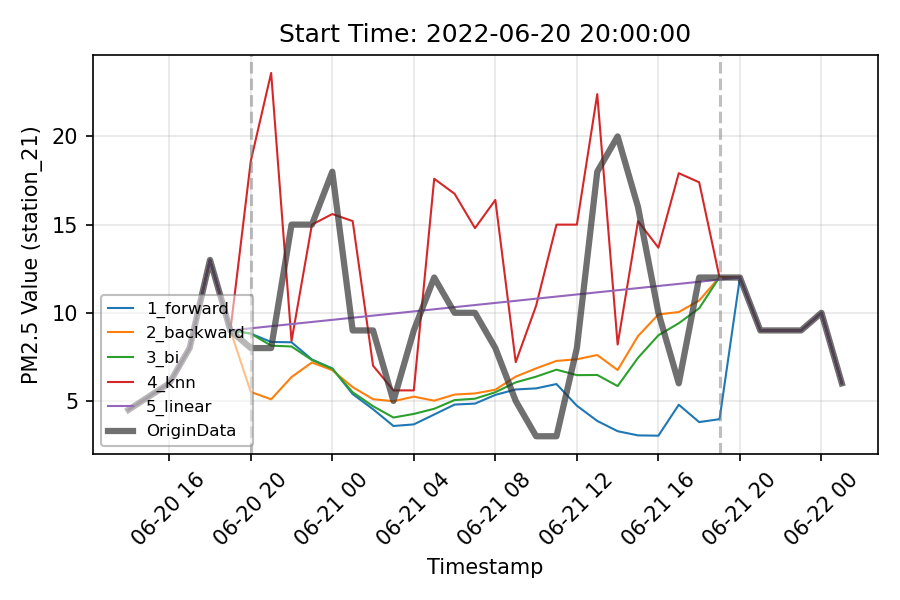 Start Time: 2022-06-20 20:00:00
PM2.5 Value (station_21)
20
15
10
5
1_forward
2_backward
3_bi
4_knn
5_linear
OriginData
06-20 16
06-20 20
06-21 00
06-21 04
06-21 08
06-21 12
06-21 16
06-21 20
06-22 00
Timestamp